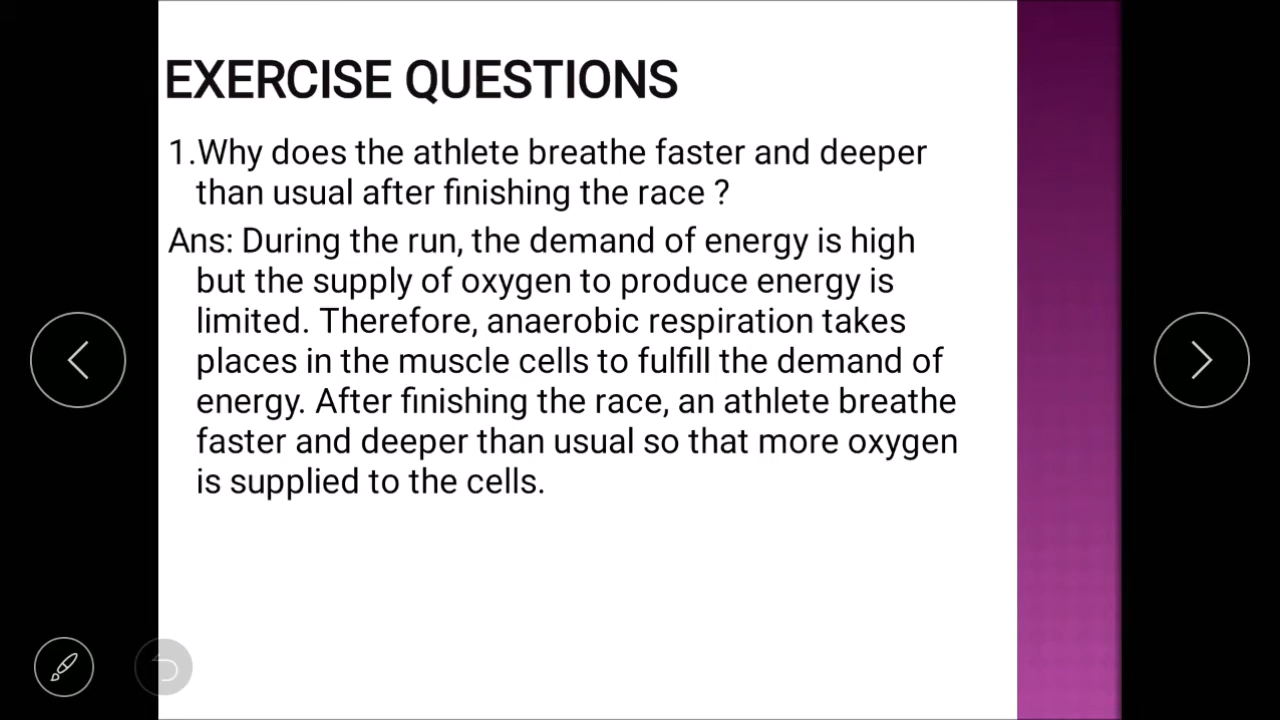 EXERCISE QUESTIONS
1.Why does the athlete breathe faster and deeper
than usual after finishing the race ?
Ans: During the run, the demand of energy is high
but the supply of oxygen to produce energy is
limited. Therefore, anaerobic respiration takes
places in the muscle cells to fulfill the demand of
energy. After finishing the race, an athlete breathe
faster and deeper than usual so that more oxygen
is supplied to the cells.